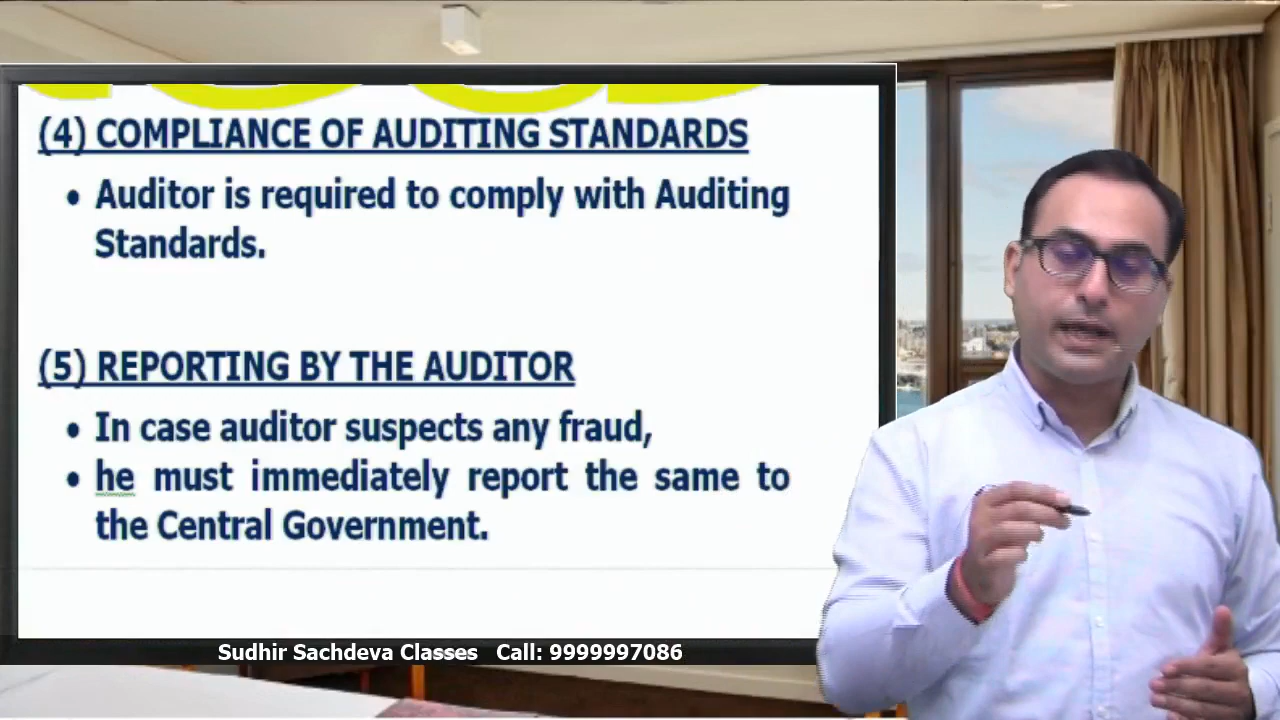 (4) COMPLIANCE OF AUDITING STANDARDS
• Auditor is required to comply with Auditing
Standards.
(5) REPORTING BY THE AUDITOR
• In case auditor suspects any fraud,
• he must immediately report the same to
the Central Government.
Sudhir Sachdeva Classes Call: 9999997086